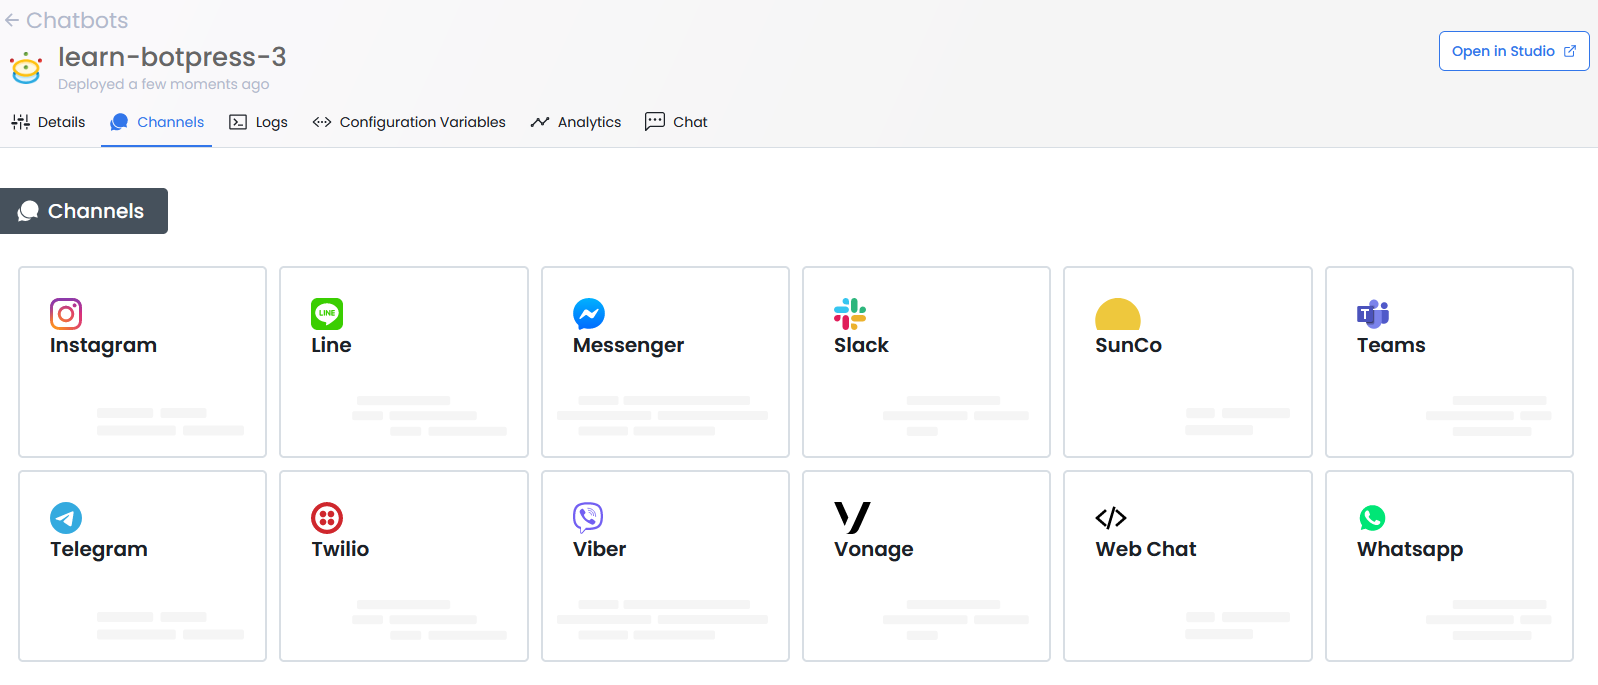 Chatbots
learn-botpress-3
Deployed a few moments ago
Open in Studio
Details Channels Logs Configuration Variables Analytics Chat
Channels
LINE
T
Instagram Line Messenger Slack SunCo Teams
Telegram Twilio Viber Vonage Web Chat Whatsapp